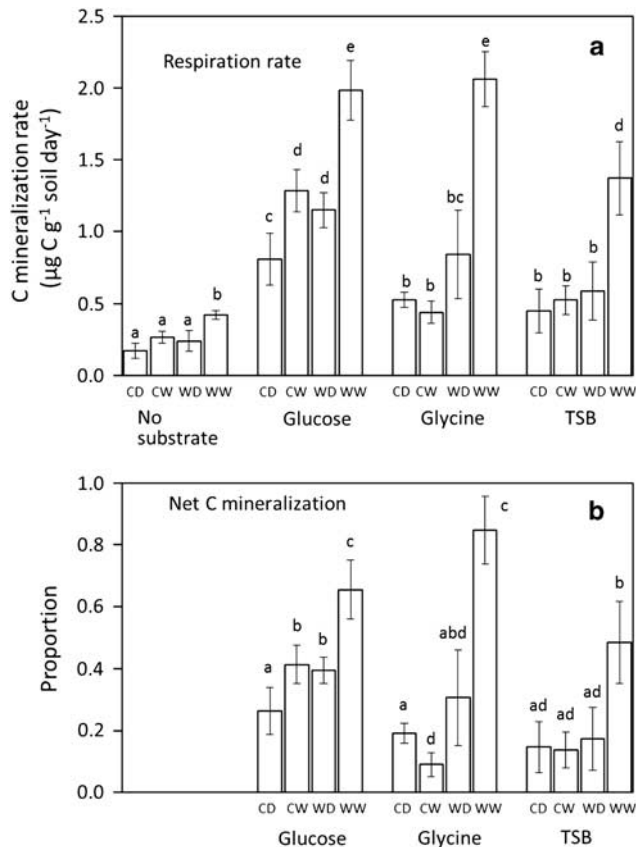 2.5
Respiration rate
a
e
e
2.0
d
d
d
1.5
c
bc
1.0
b
b
b
b
b
d
0.5
a
a
a
0.0
C mineralization rate
(µg C g⁻¹ soil day⁻¹)
CD CW WD WW CD CW WD WW CD CW WD WW CD CW WD WW
No Glucose Glycine TSB
substrate
1.0
Net C mineralization
b
c
c
0.8
b
b
b
abd
0.6
a
a
d
ad
ad
ad
0.4
0.2
0.0
Proportion
CD CW WD WW CD CW WD WW CD CW WD WW
Glucose Glycine TSB